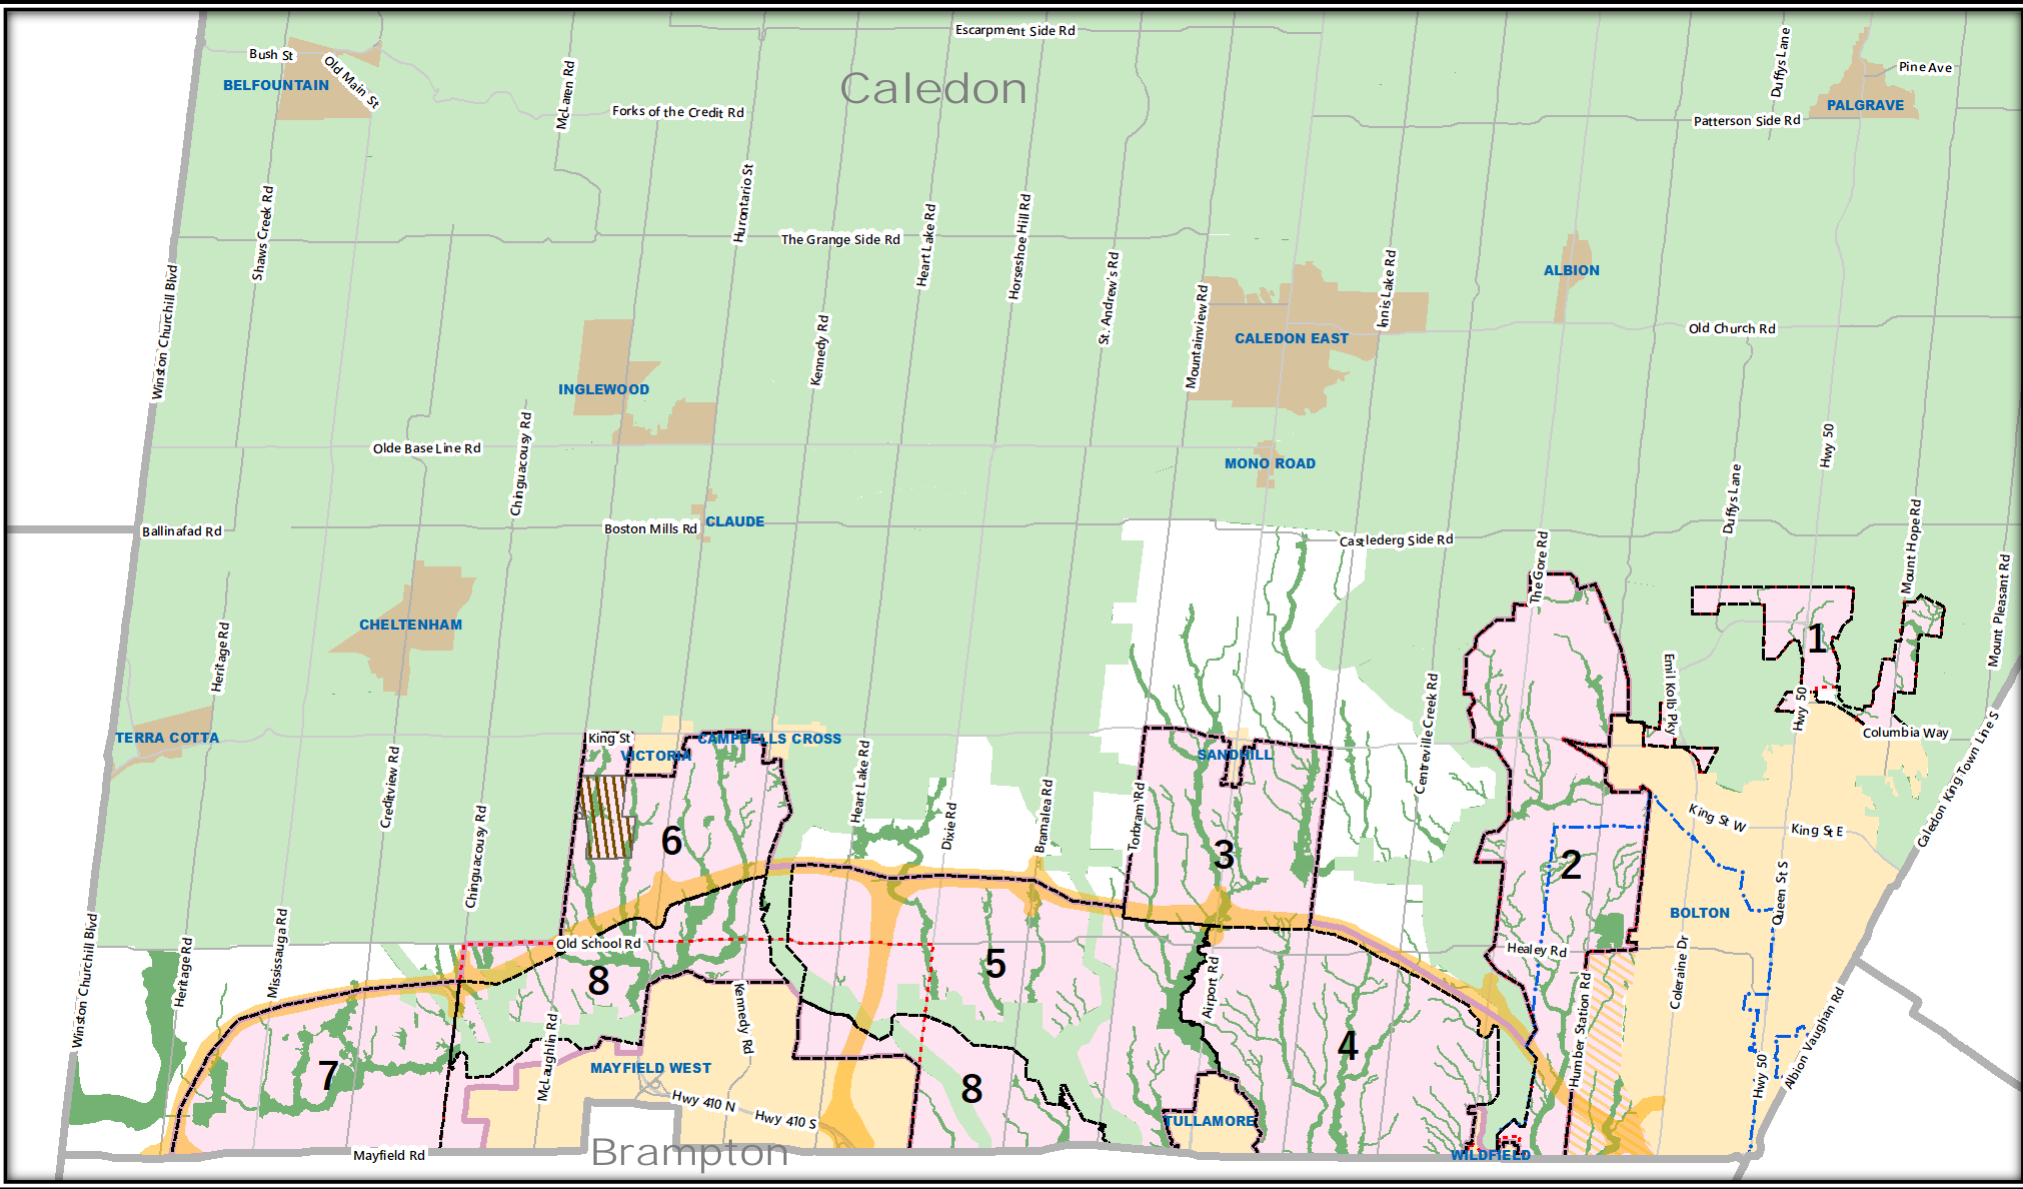 Escarpment Side Rd
Bush St
Old Main St
BELFOUNTAIN
McLaren Rd
Caledon
Forks of the Credit Rd
Duffys Lane
Pine Ave
PALGRAVE
Patterson Side Rd
Shaws Creek Rd
Hurontario St
The Grange Side Rd
Heart Lake Rd
Horseshoe Hill Rd
St. Andrew's Rd
Mountainview Rd
Innis Lake Rd
ALBION
Winston Churchill Blvd
Kennedy Rd
CALEDON EAST
Old Church Rd
INGLEWOOD
Olde Base Line Rd
Chinguacousy Rd
MONO ROAD
Hwy 50
Duffys Lane
Ballinafad Rd
Boston Mills Rd
CLAUDE
Castlederg Side Rd
The Gore Rd
Mount Hope Rd
Mount Pleasant Rd
CHELTENHAM
Heritage Rd
1
Emil Kolb Pky
Centreville Creek Rd
Hwy 50
TERRA COTTA
King St
VICTORIA
CAMPBELLS CROSS
SANDHILL
Columbia Way
Caledon King Town Line S
Creditview Rd
Chinguacousy Rd
Heart Lake Rd
Dixie Rd
Bramalea Rd
Torbram Rd
6
3
2
King St W
King St E
Queen St S
BOLTON
Winston Churchill Blvd
Heritage Rd
Mississauga Rd
Old School Rd
8
5
Healey Rd
Coleraine Dr
Airport Rd
Kennedy Rd
McLaughlin Rd
Humber Station Rd
Albion Vaughan Rd
Hwy 50
7
MAYFIELD WEST
4
8
Hwy 410 N
Hwy 410 S
TULLAMORE
Brampton
Mayfield Rd
WILDFIELD